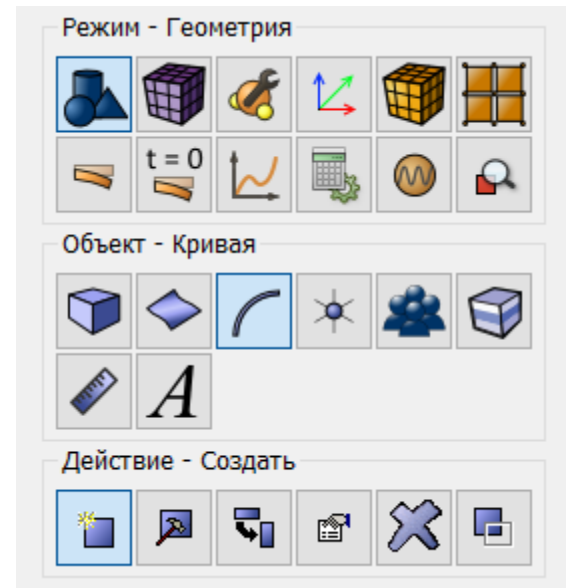 Режим - Геометрия
t = 0
Объект - Кривая
A
Действие - Создать